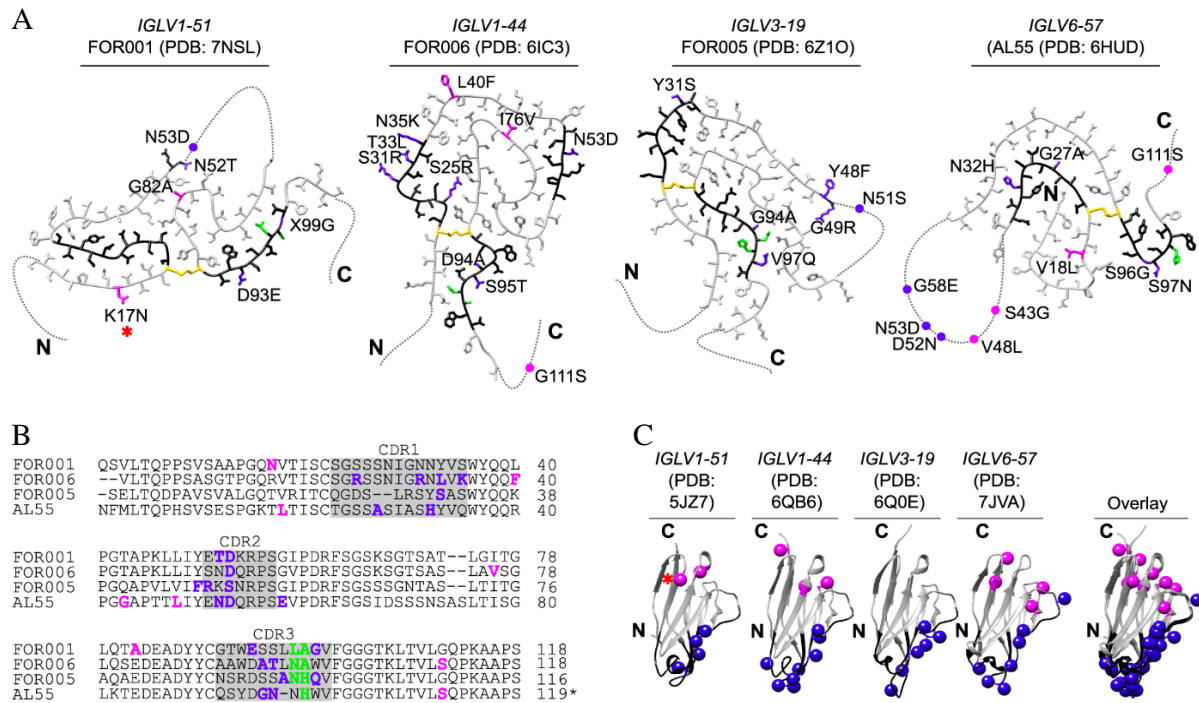 A
IGLV1-51
FOR001 (PDB: 7NSL)
IGLV1-44
FOR006 (PDB: 6IC3)
IGLV3-19
FOR005 (PDB: 6Z1O)
IGLV6-57
(AL55 (PDB: 6HUD)
N53D
N52T
G82A
X99G
D93E
K17N
*
N
C
L40F
I76V
N35K
T33L
S31R
S25R
N53D
D94A
S95T
N
C
G111S
Y31S
Y48F
N51S
G49R
G94A
V97Q
N
C
C
G111S
G27A
N32H
N
V18L
S96G
S97N
G58E
S43G
N53D
D52N
V48L
B
CDR1
FOR001 QSVLTQPPSVSAAPGQNVTISCSGSSSNIGNNYVSWYQQL 40
FOR006 --VLTQPPSASGTPGQRVTISCSGRSSNIGRNLVKWYQQF 40
FOR005 SELTQDPAVSVALGQTVRITCQGDS--LRSYSASWYQQK 38
AL55 NFMLTQPHSVSESPGKTLTISCTGSSASIASHYVQWYQQR 40
CDR2
FOR001 PGTAPKLLIYETDKRPSGIPDRFSGSKSGTSAT--LGITG 78
FOR006 PGTAPKLLIYSNDQRPSGVPDRFSGSKSGTSAS--LAVSG 78
FOR005 PGQAPVLVIFRKSNRPSGIPDRFSGSSSGNTAS--LTITG 76
AL55 PGGAPTTLIYENDQRPSEVPDRFSGSIDSSSNSASLTISG 80
CDR3
FOR001 LQTADEADYYCGTWESSLLAGVFGGGTKLTVLGQPKAAPS 118
FOR006 LQSEDEADYYCAAWDATLNAWVFGGGTKLTVLSQPKAAPS 118
FOR005 AQAEDEADYYCNSRDSSANHQVFGGGTKLTVLGQPKAAPS 116
AL55 LKTEDEADYYCQSYDGN-NHWVFGGGTKLTVLSQPKAAPS 119*
C
IGLV1-51
(PDB:
5JZ7)
IGLV1-44
(PDB:
6QB6)
IGLV3-19
(PDB:
6Q0E)
IGLV6-57
(PDB:
7JVA)
Overlay
C
*
N
C
N
C
N
C
N
C
N